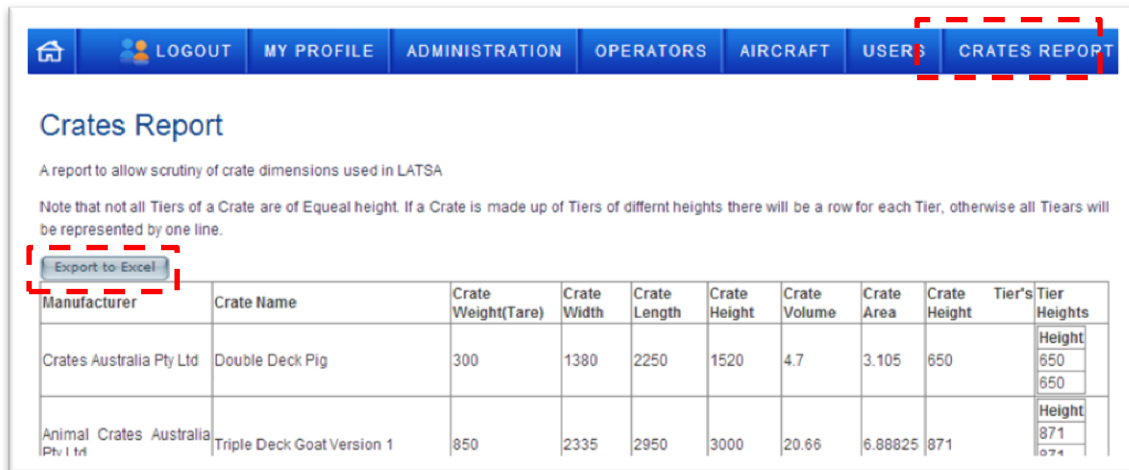 LOGOUT MY PROFILE ADMINISTRATION OPERATORS AIRCRAFT USERS CRATES REPORT
Crates Report
A report to allow scrutiny of crate dimensions used in LATSA
Note that not all Tiers of a Crate are of Equeal height. If a Crate is made up of Tiers of differnt heights there will be a row for each Tier, otherwise all Tiears will
be represented by one line.
Export to Excel
Manufacturer Crate Name Crate Weight(Tare) Crate Width Crate Length Crate Height Crate Volume Crate Area Crate Tier's Height Tier Heights
Height
Crates Australia Pty Ltd Double Deck Pig 300 1380 2250 1520 4.7 3.105 650 650
650
Height
Animal Crates Australia Pty Ltd Triple Deck Goat Version 1 850 2335 2950 3000 20.66 6.88825 871 871
871